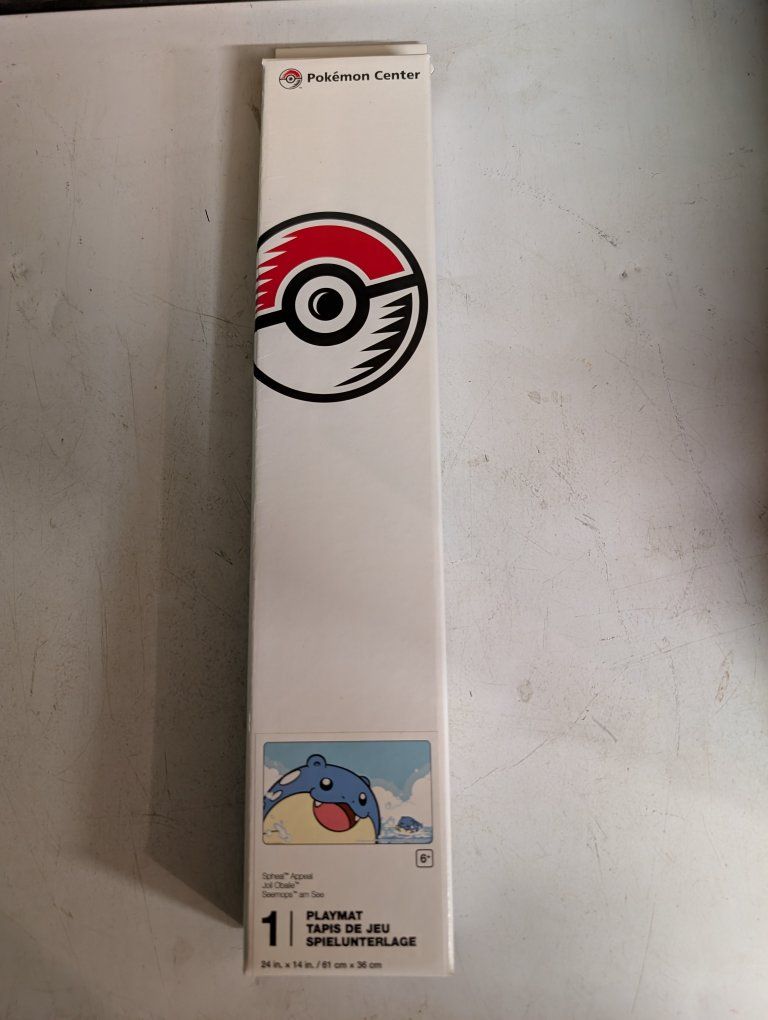 Pokémon Center
6+
Spheal™ Appeal
Joli Obalie™
Seemops™ am See
1
PLAYMAT
TAPIS DE JEU
SPIELUNTERLAGE
24 in. x 14 in. / 61 cm x 36 cm